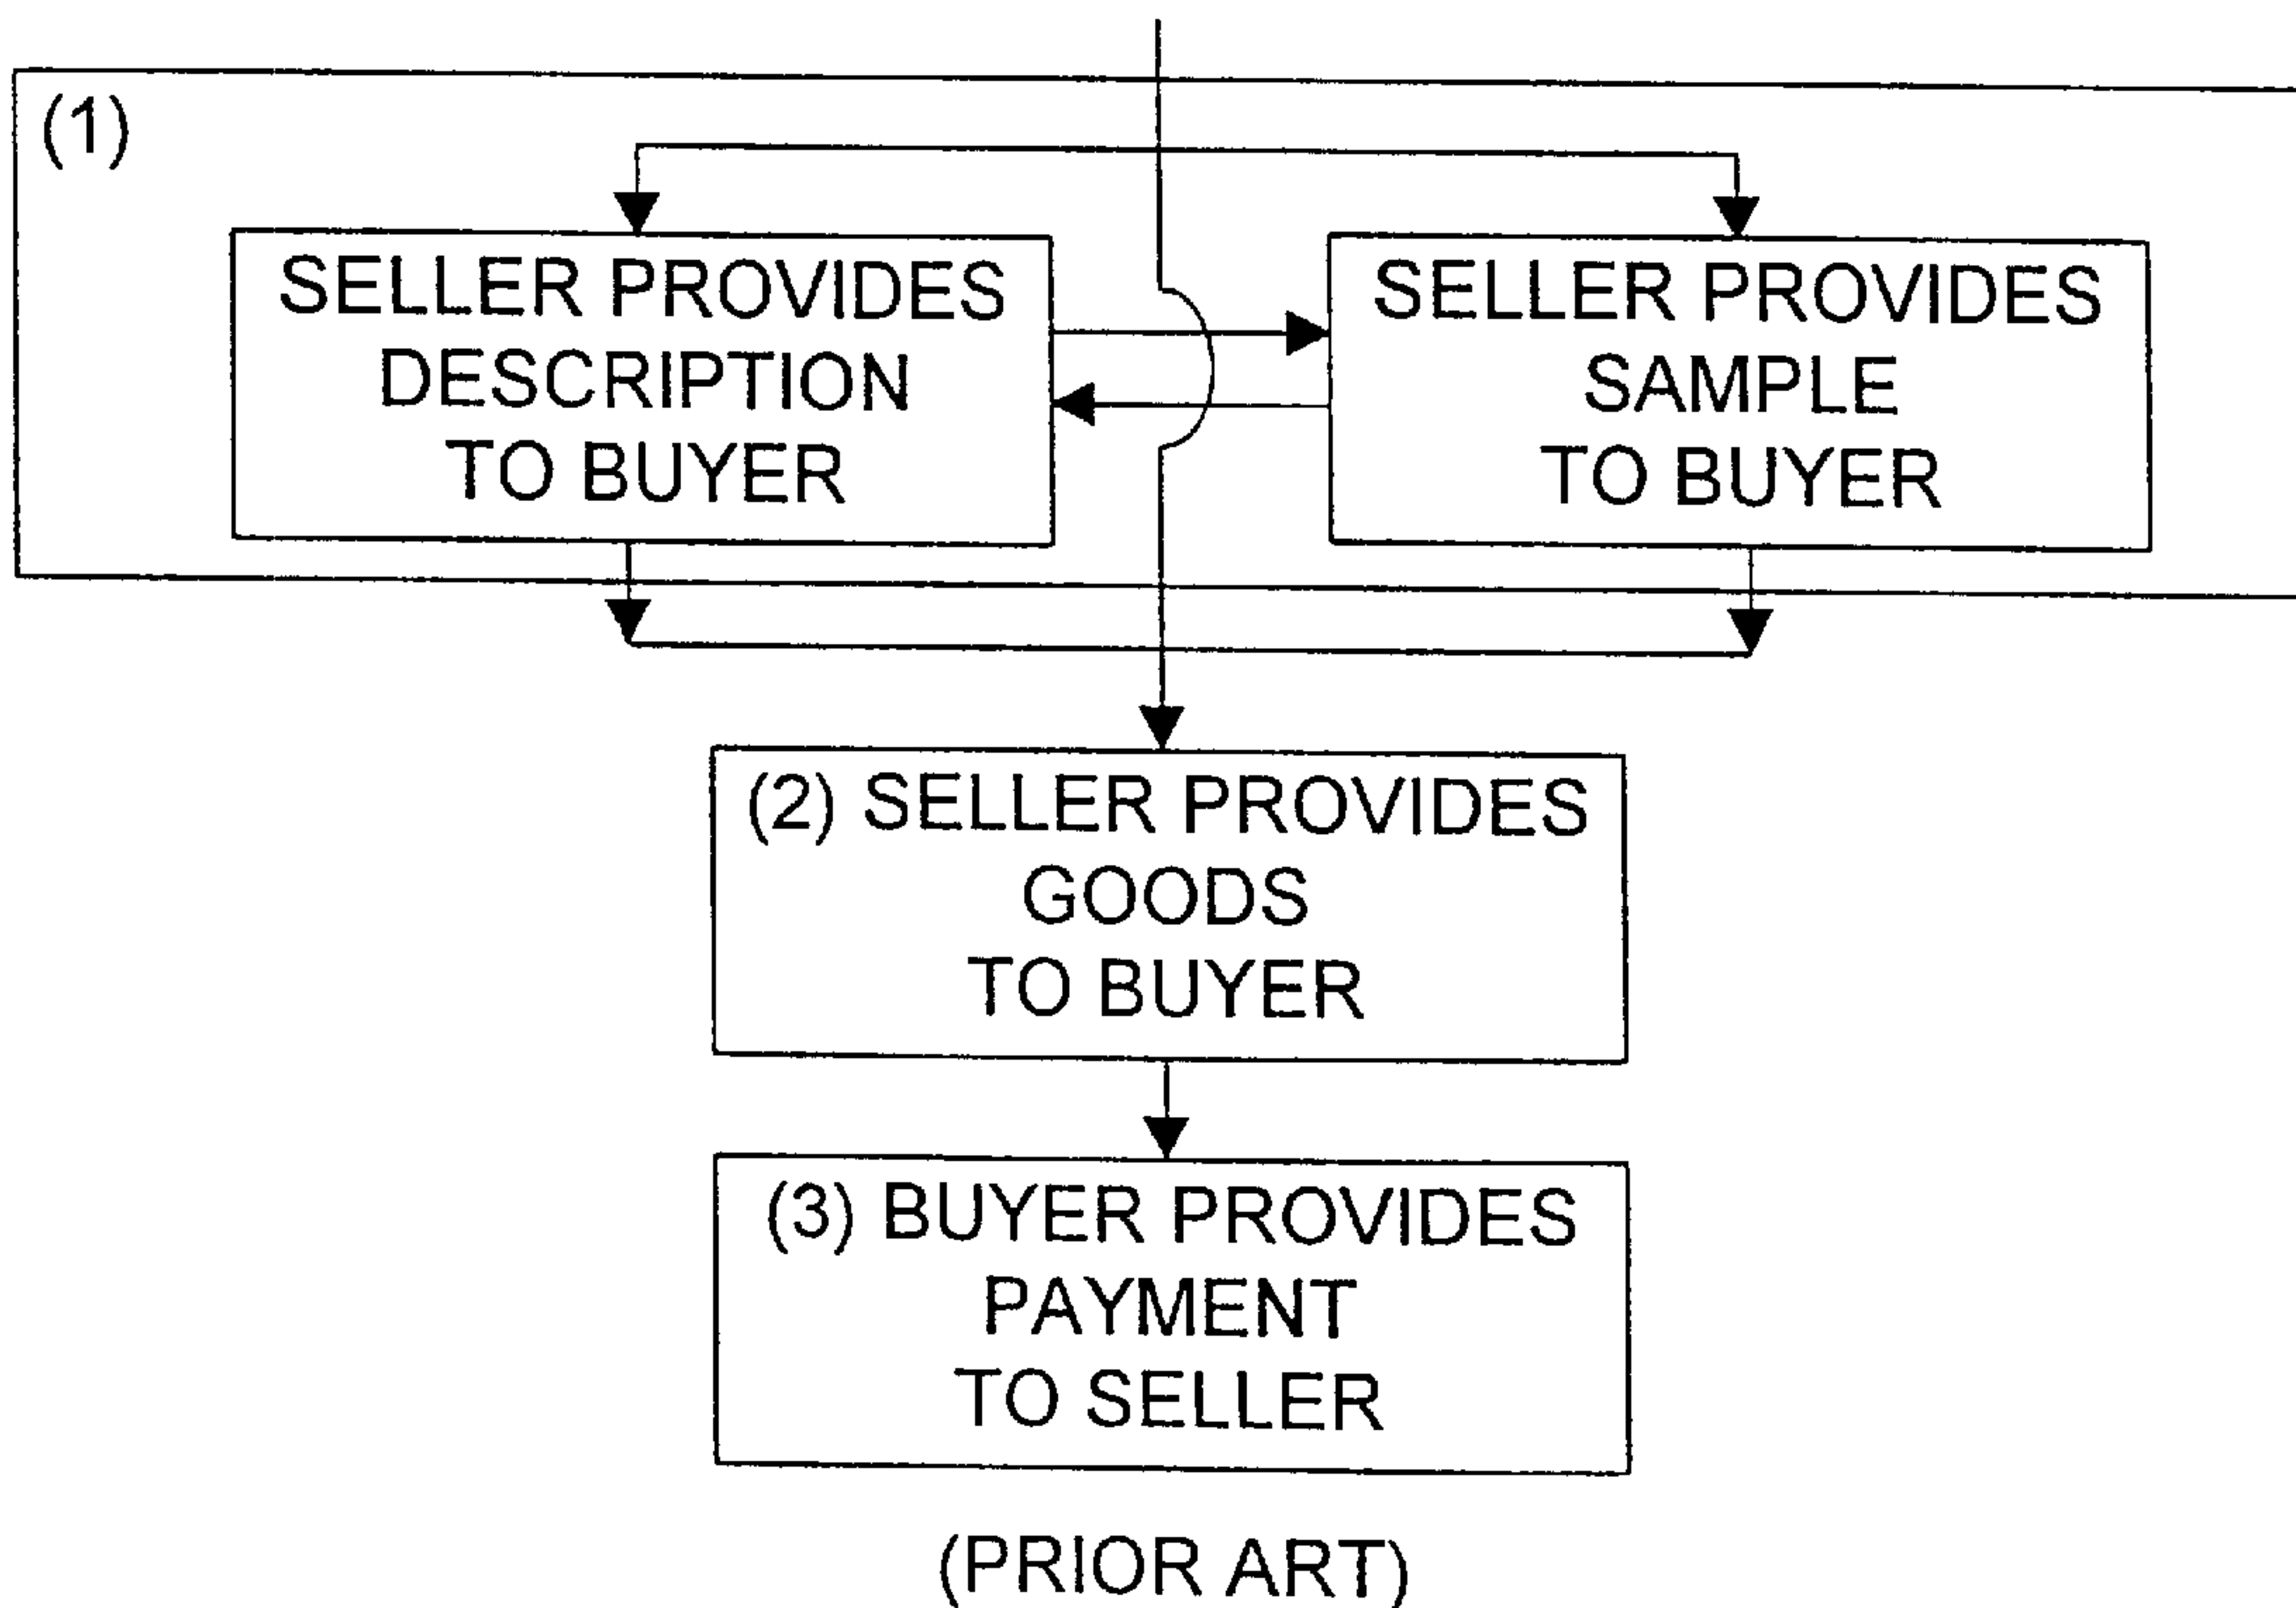 (1)
SELLER PROVIDES
DESCRIPTION
TO BUYER
SELLER PROVIDES
SAMPLE
TO BUYER
(2) SELLER PROVIDES
GOODS
TO BUYER
(3) BUYER PROVIDES
PAYMENT
TO SELLER
(PRIOR ART)